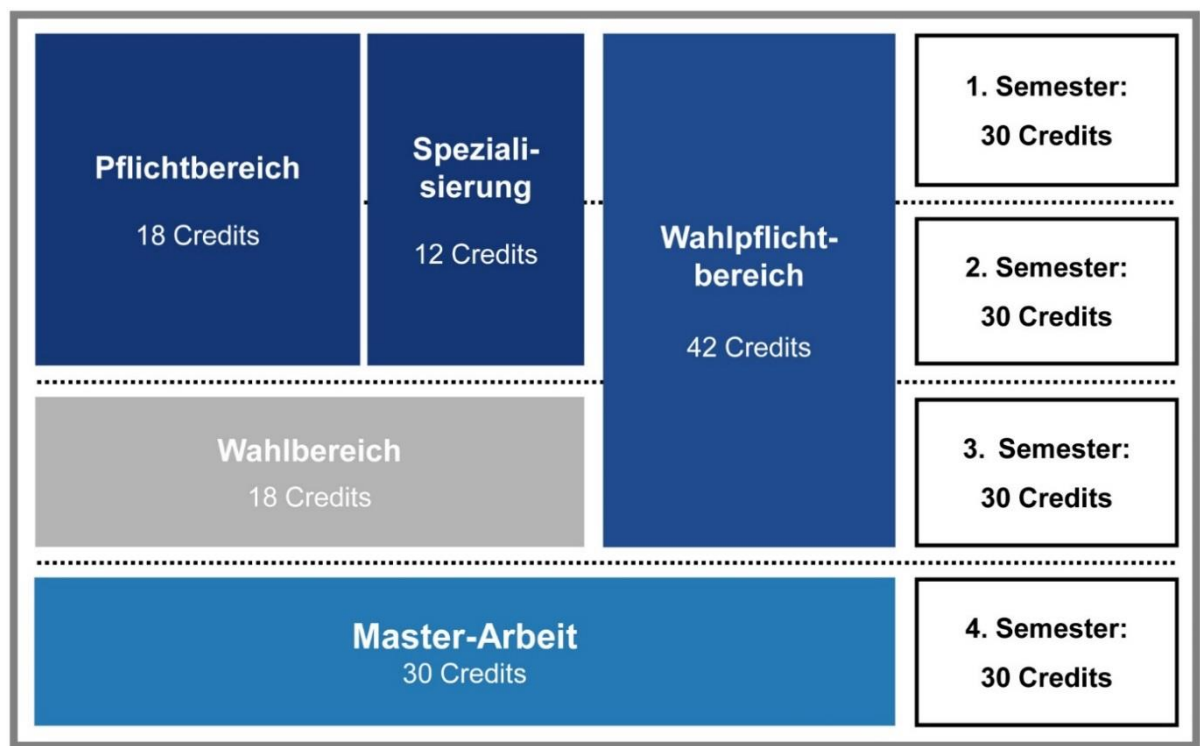 Pflichtbereich
18 Credits
Speziali-
sierung
12 Credits
Wahlpflicht-
bereich
42 Credits
1. Semester:
30 Credits
2. Semester:
30 Credits
Wahlbereich
18 Credits
3. Semester:
30 Credits
Master-Arbeit
30 Credits
4. Semester:
30 Credits